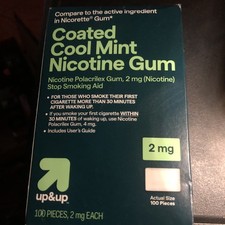 Compare to the active ingredient
in Nicorette® Gum*
Coated
Cool Mint
Nicotine Gum
Nicotine Polacrilex Gum, 2 mg (Nicotine)
Stop Smoking Aid
• FOR THOSE WHO SMOKE THEIR FIRST
CIGARETTE MORE THAN 30 MINUTES
AFTER WAKING UP.
• If you smoke your first cigarette WITHIN
30 MINUTES of waking up, use Nicotine
Polacrilex Gum, 4 mg.
• Includes User's Guide
2 mg
up
up&up
Actual Size
100 Pieces
100 PIECES, 2 mg EACH